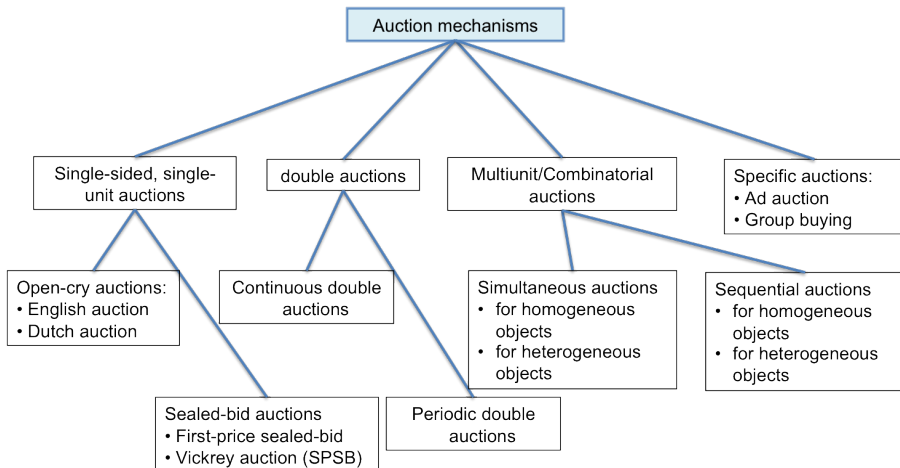 Auction mechanisms
Single-sided, single-
unit auctions
double auctions
Multiunit/Combinatorial
auctions
Specific auctions:
• Ad auction
• Group buying
Open-cry auctions:
• English auction
• Dutch auction
Continuous double
auctions
Simultaneous auctions
• for homogeneous
objects
• for heterogeneous
objects
Sequential auctions
• for homogeneous
objects
• for heterogeneous
objects
Sealed-bid auctions
• First-price sealed-bid
• Vickrey auction (SPSB)
Periodic double
auctions